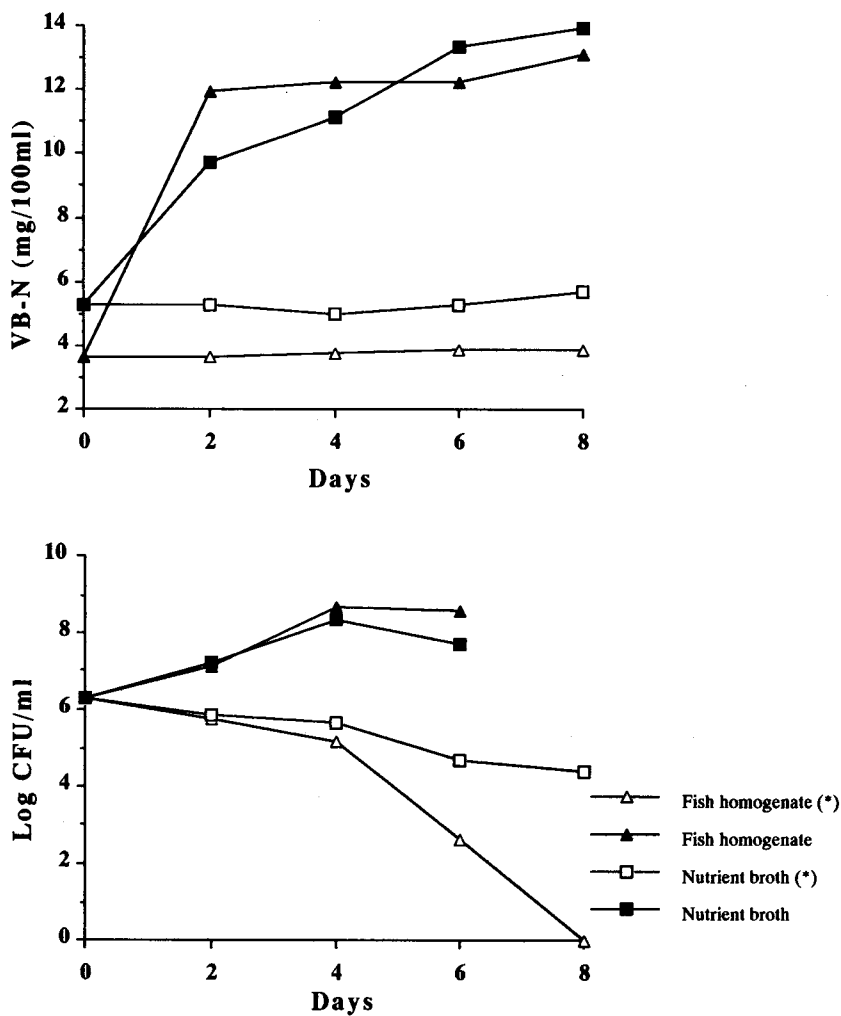 14
12
10
8
6
4
2
VB-N (mg/100ml)
0 2 4 6 8
Days
10
8
6
4
2
0
Log CFU/ml
0 2 4 6 8
Days
Fish homogenate (*)
Fish homogenate
Nutrient broth (*)
Nutrient broth